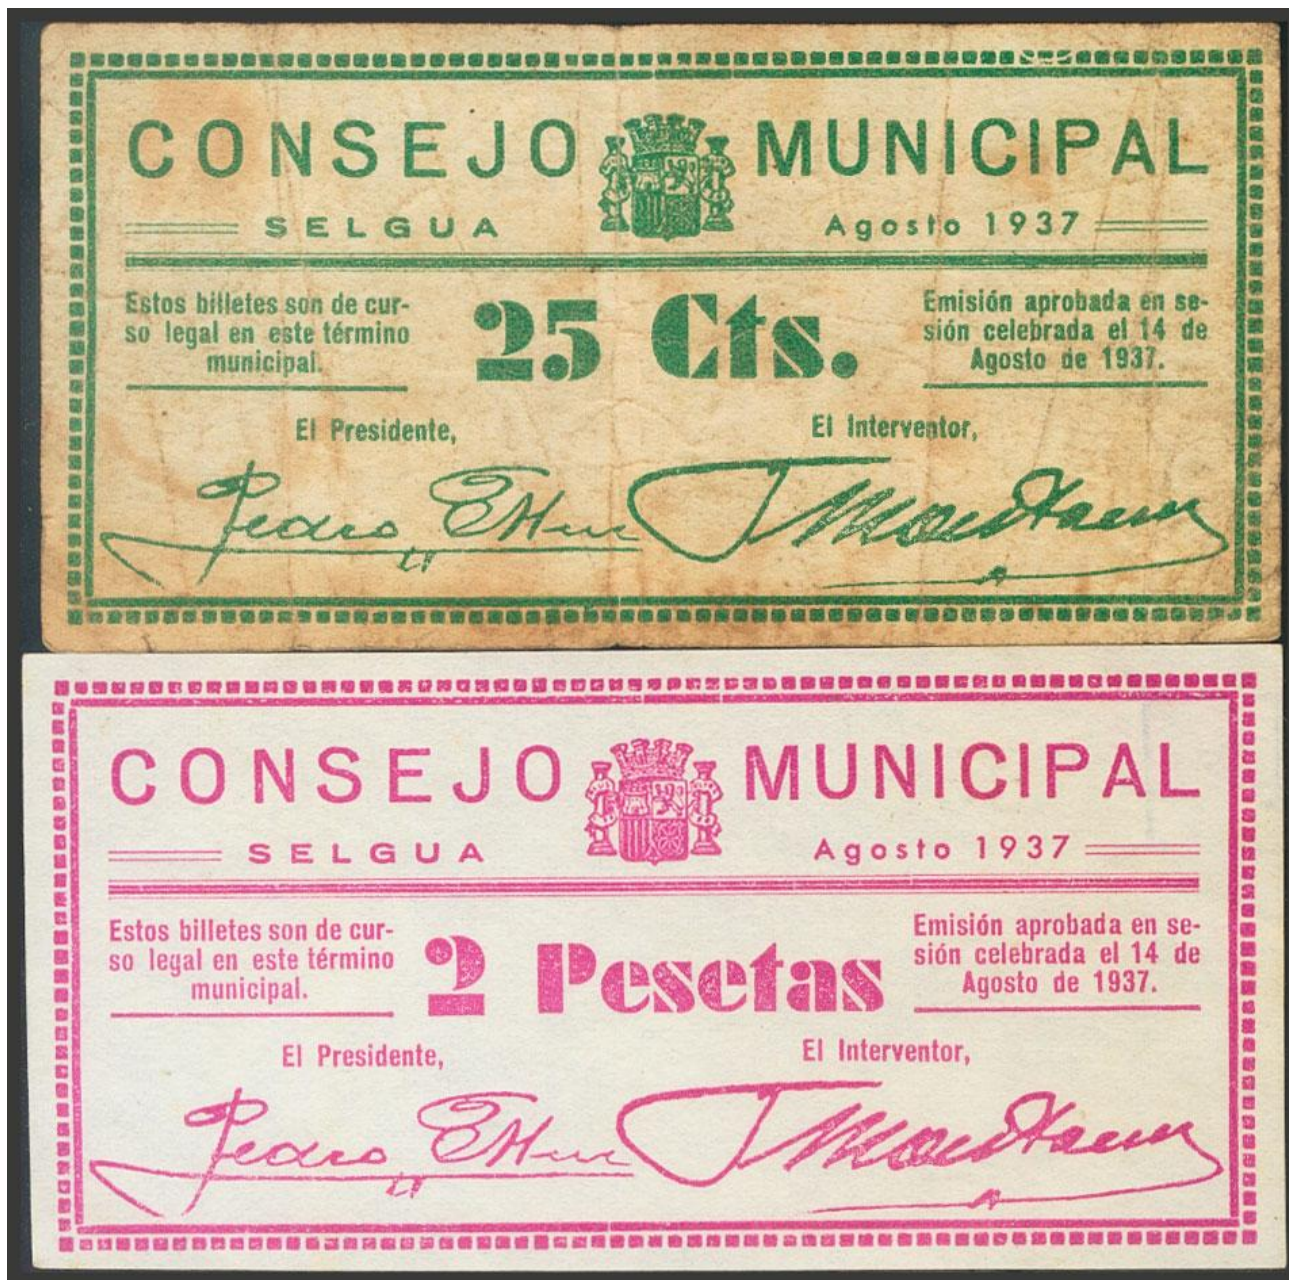 CONSEJO MUNICIPAL
SELGUA Agosto 1937
Estos billetes son de cur-
so legal en este término
municipal.
25 Cts.
Emisión aprobada en se-
sión celebrada el 14 de
Agosto de 1937.
El Presidente,
El Interventor,
Pedro
CONSEJO MUNICIPAL
SELGUA Agosto 1937
Estos billetes son de cur-
so legal en este término
municipal.
2 Pesetas
Emisión aprobada en se-
sión celebrada el 14 de
Agosto de 1937.
El Presidente,
El Interventor,
Pedro